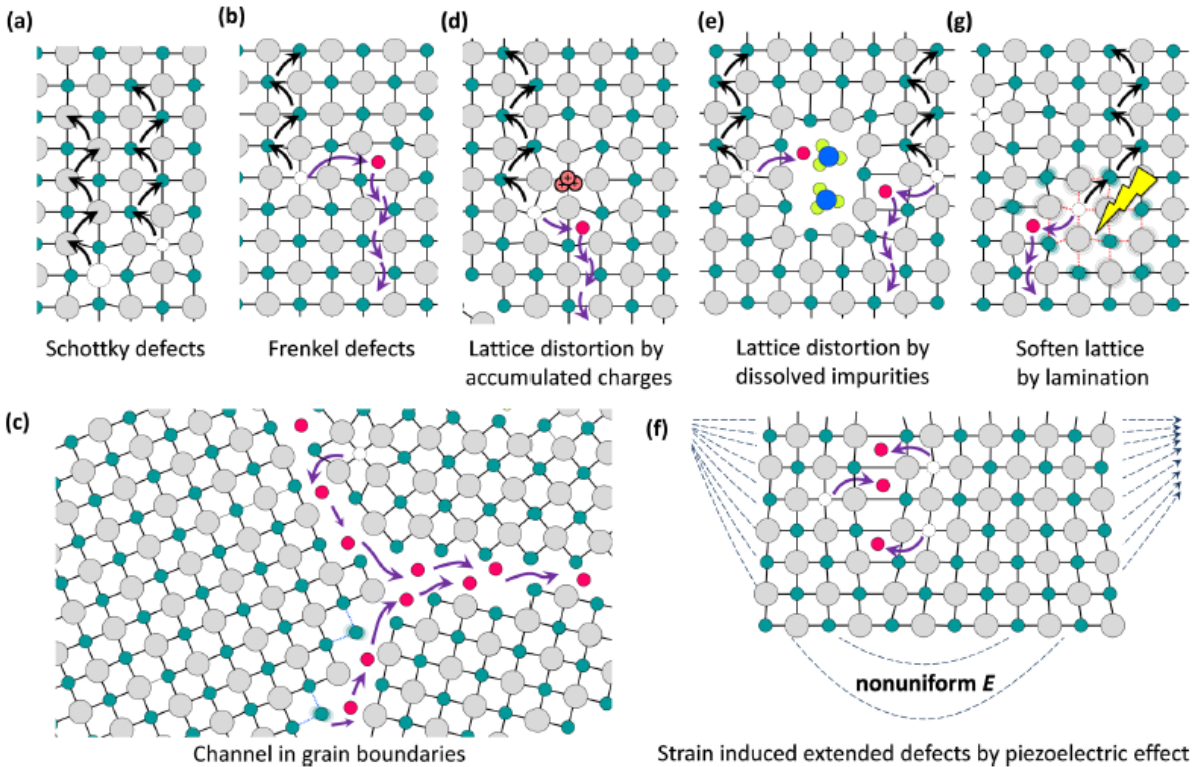 (a)
(b)
(d)
(e)
(g)
Schottky defects
Frenkel defects
Lattice distortion by
accumulated charges
Lattice distortion by
dissolved impurities
Soften lattice
by lamination
(c)
Channel in grain boundaries
(f)
nonuniform E
Strain induced extended defects by piezoelectric effect